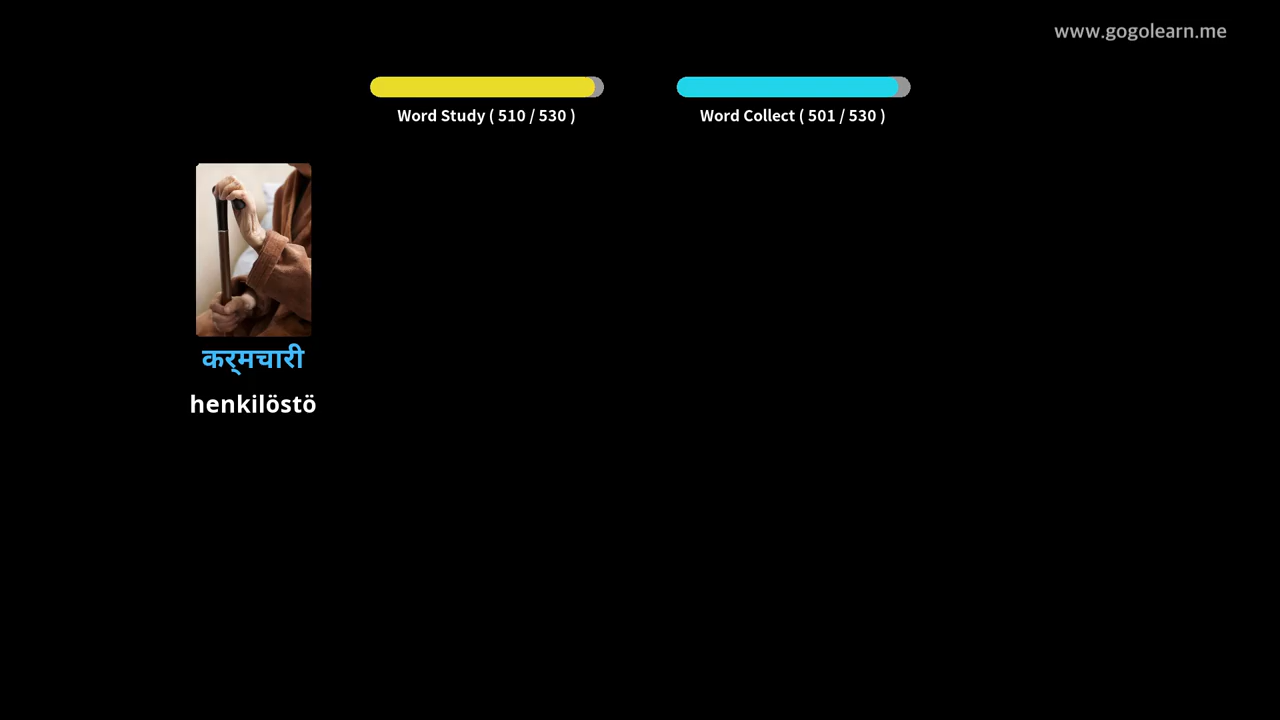 www.gogolearn.me
Word Study ( 510 / 530 )
Word Collect ( 501 / 530 )
कर्मचारी
henkilöstö